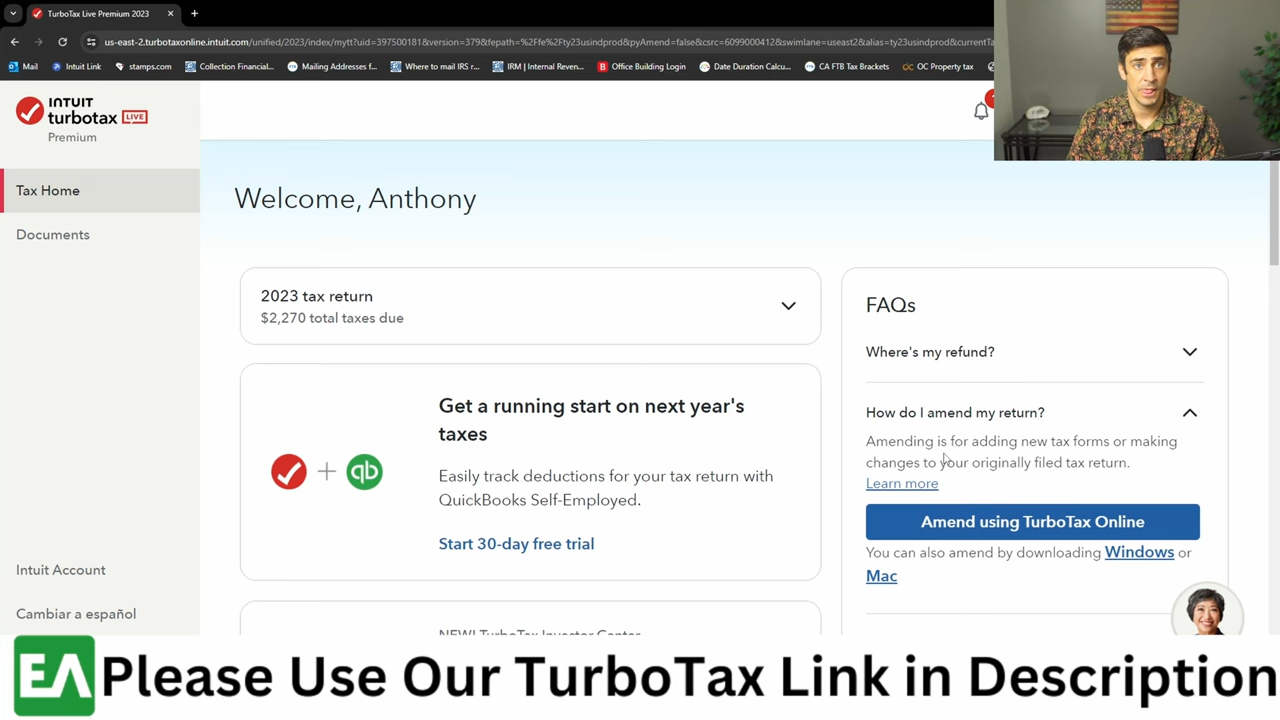 TurboTax Live Premium 2023
us-east-2.turbotaxonline.intuit.com/unified/2023/index/mytt?uid=397500181&version=379&fepath=%2Ffe%2Fty23usindprod&pyAmend=false&csrc=6099000412&swimlane=useast2&alias=ty23usindprod&currentTa
Mail
Intuit Link
stamps.com
Collection Financial...
Mailing Addresses f...
Where to mail IRS r...
IRM | Internal Reven...
Office Building Login
Date Duration Calcu...
CA FTB Tax Brackets
OC Property tax
INTUIT
turbotax LIVE
Premium
Tax Home
Documents
Intuit Account
Cambiar a español
Welcome, Anthony
2023 tax return
$2,270 total taxes due
qb
Get a running start on next year's
taxes
Easily track deductions for your tax return with
QuickBooks Self-Employed.
Start 30-day free trial
NEW! TurboTax Investor Center
FAQs
Where's my refund?
How do I amend my return?
Amending is for adding new tax forms or making
changes to your originally filed tax return.
Learn more
Amend using TurboTax Online
You can also amend by downloading Windows or
Mac
EA Please Use Our TurboTax Link in Description